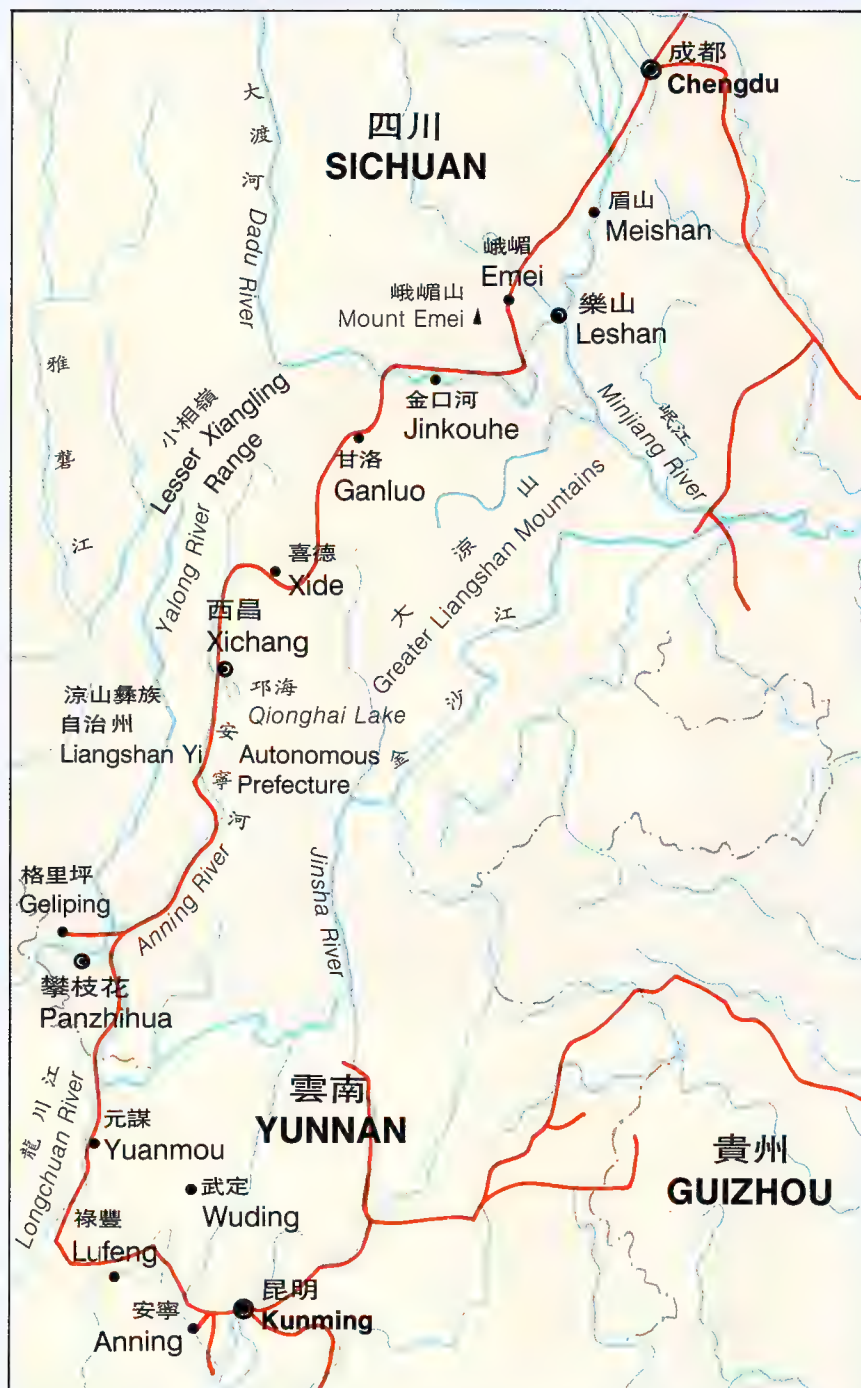 成都
Chengdu
大渡河
Dadu River
四川
SICHUAN
眉山
Meishan
峨嵋
Emei
峨嵋山
Mount Emei
樂山
Leshan
雅礱江
小相嶺
Lesser Xiangling
Range
金口河
Jinkouhe
岷江
Minjiang River
甘洛
Ganluo
大涼山
Greater Liangshan Mountains
Yalong River
喜德
Xide
西昌
Xichang
金沙江
涼山彝族
自治州
Liangshan Yi
Autonomous
Prefecture
邛海
Qionghai Lake
安寧河
Anning River
Jinsha River
格里坪
Geliping
攀枝花
Panzhihua
龍川江
Longchuan River
元謀
Yuanmou
雲南
YUNNAN
貴州
GUIZHOU
武定
Wuding
祿豐
Lufeng
安寧
Anning
昆明
Kunming